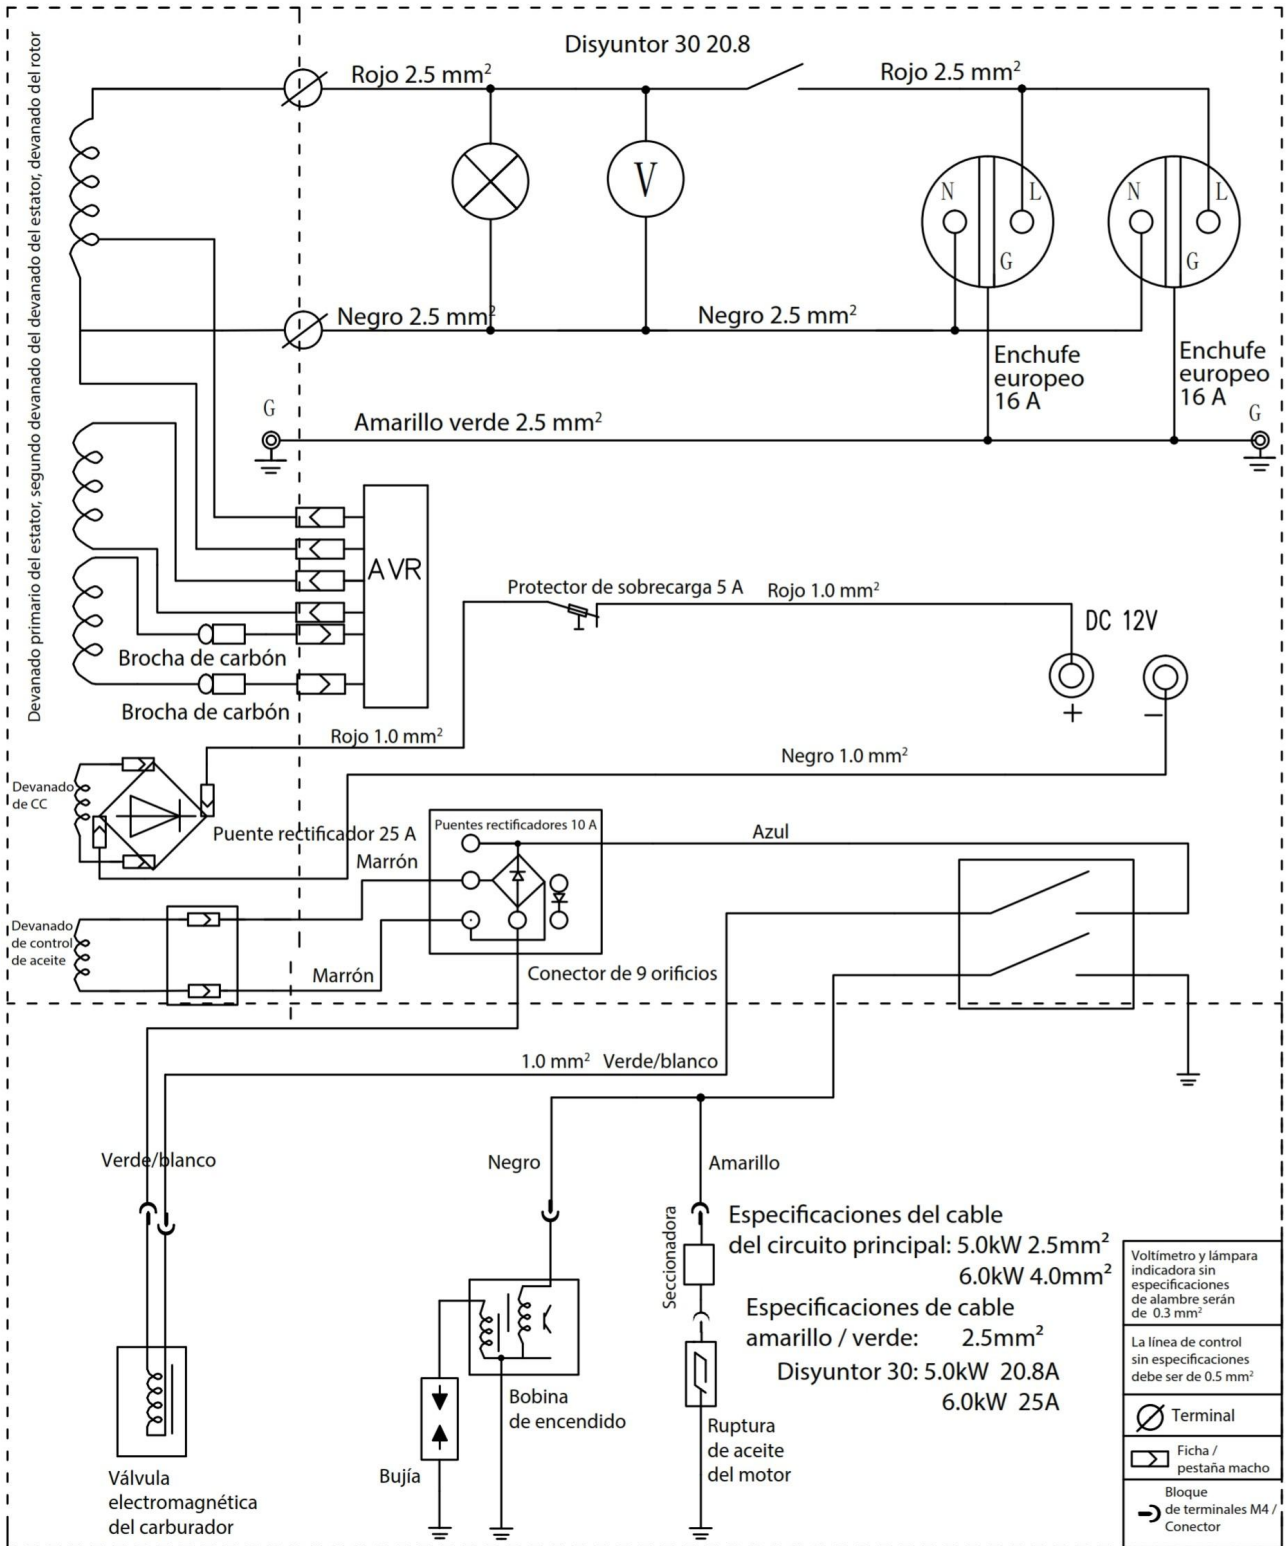 Devanado primario del estator, segundo devanado del devanado del estator, devanado del rotor
Disyuntor 30 20.8
Rojo 2.5 mm²
Rojo 2.5 mm²
V
N
L
G
N
L
G
Negro 2.5 mm²
Negro 2.5 mm²
Enchufe
europeo
16 A
Enchufe
europeo
16 A
G
Amarillo verde 2.5 mm²
G
AVR
Brocha de carbón
Brocha de carbón
Protector de sobrecarga 5 A
Rojo 1.0 mm²
DC 12V
+
−
Rojo 1.0 mm²
Negro 1.0 mm²
Devanado
de CC
Puente rectificador 25 A
Puentes rectificadores 10 A
Azul
Marrón
Devanado
de control
de aceite
Marrón
Conector de 9 orificios
1.0 mm² Verde/blanco
Verde/blanco
Negro
Amarillo
Seccionadora
Especificaciones del cable
del circuito principal: 5.0kW 2.5mm²
6.0kW 4.0mm²
Especificaciones de cable
amarillo / verde: 2.5mm²
Disyuntor 30: 5.0kW 20.8A
6.0kW 25A
Bobina
de encendido
Bujía
Ruptura
de aceite
del motor
Válvula
electromagnética
del carburador
Voltímetro y lámpara
indicadora sin
especificaciones
de alambre serán
de 0.3 mm²
La línea de control
sin especificaciones
debe ser de 0.5 mm²
Terminal
Ficha /
pestaña macho
Bloque
de terminales M4 /
Conector